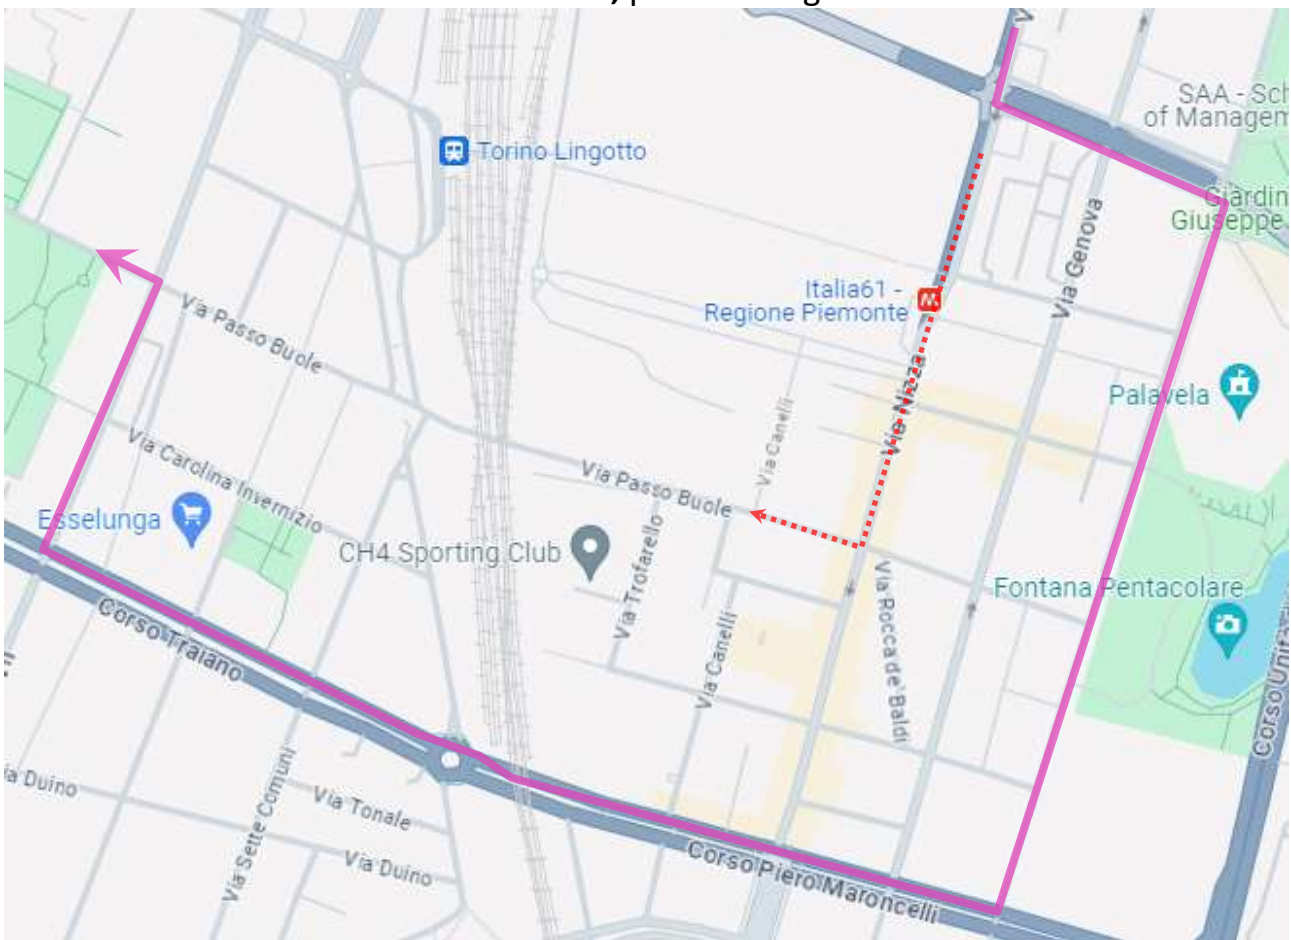 SAA - Sch
of Managem
Torino Lingotto
Giardin
Giuseppe
Via Genova
Italia61 -
Regione Piemonte
Via Passo Buole
Via Nizza
Palavela
Via Canelli
Via Carolina Invernizio
Via Passo Buole
Esselunga
CH4 Sporting Club
Via Trofarello
Via Rocca de' Baldi
Fontana Pentacolare
Corso Traiano
Via Canelli
Corso Unità
ia Duino
Via Sette Comuni
Via Tonale
Via Duino
Corso Piero Maroncelli